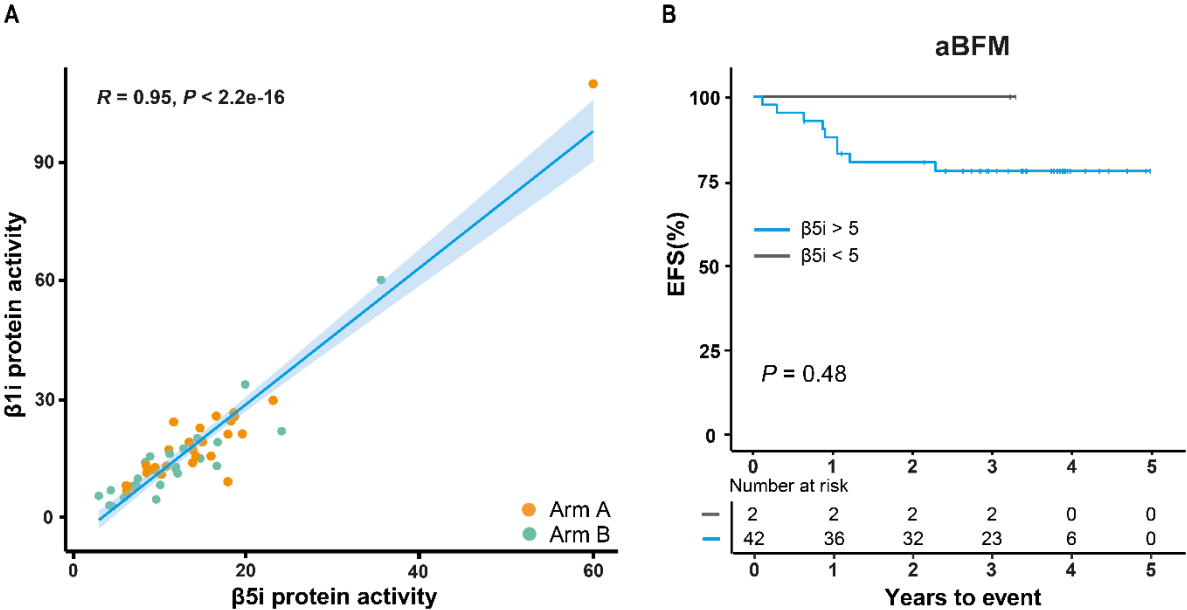 A
R = 0.95, P < 2.2e-16
90
60
30
0
0 20 40 60
β1i protein activity
β5i protein activity
Arm A
Arm B
B
aBFM
100
75
50
25
0
EFS(%)
β5i > 5
β5i < 5
P = 0.48
0 1 2 3 4 5
Number at risk
2 2 2 2 0 0
42 36 32 23 6 0
0 1 2 3 4 5
Years to event